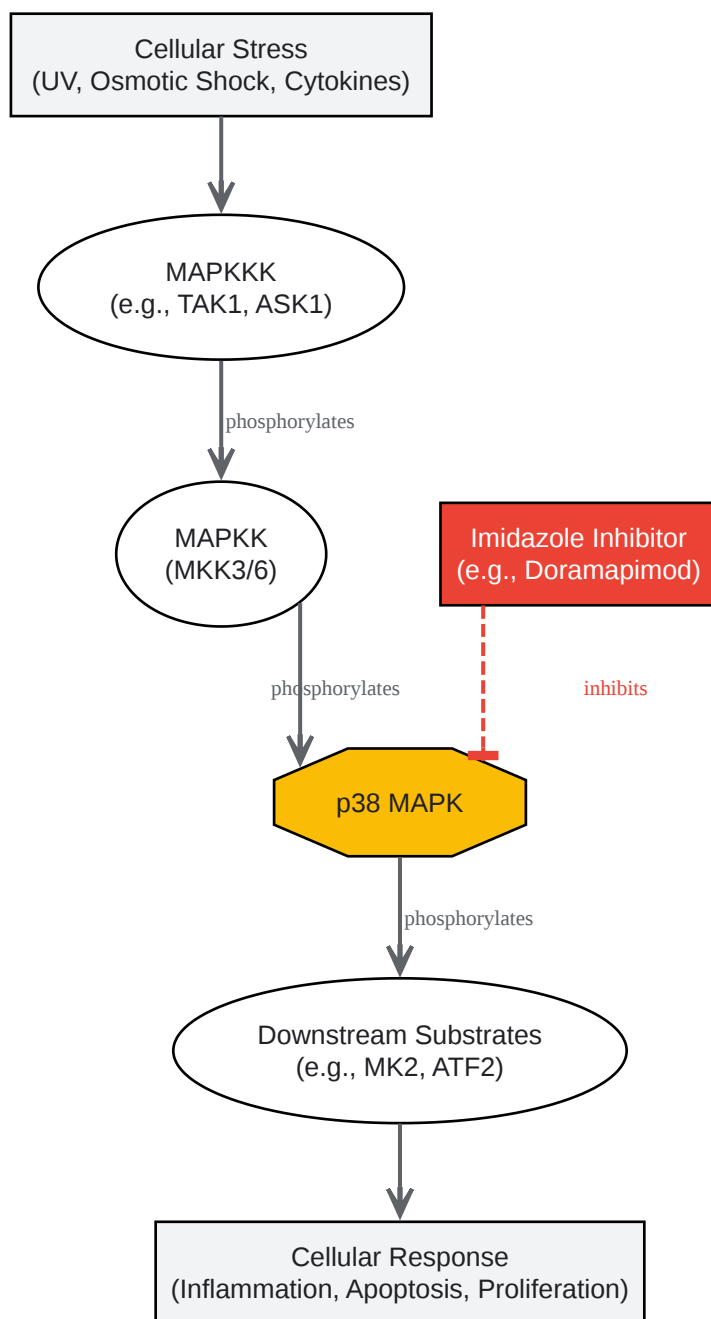 Cellular Stress
(UV, Osmotic Shock, Cytokines)
MAPKKK
(e.g., TAK1, ASK1)
phosphorylates
MAPKK
(MKK3/6)
Imidazole Inhibitor
(e.g., Doramapimod)
phosphorylates
inhibits
p38 MAPK
phosphorylates
Downstream Substrates
(e.g., MK2, ATF2)
Cellular Response
(Inflammation, Apoptosis, Proliferation)